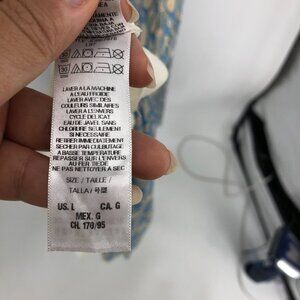 LAVER A LA MACHINE
A L'EAU FROIDE
LAVER AVEC DES
COULEURS SIMILAIRES
LAVER A L'ENVERS
CYCLE DELICAT
EAU DE JAVEL SANS
CHLORE SEULEMENT
SI NECESSAIRE
RETIRER IMMEDIATEMENT
SECHER PAR CULBUTAGE
A BASSE TEMPERATURE
REPASSER SUR L'ENVERS
AU FER TIEDE
NE PAS NETTOYER A SEC
SIZE / TAILLE /
TALLA / 号型
US. L CA. G
MEX. G
CH. 170/95